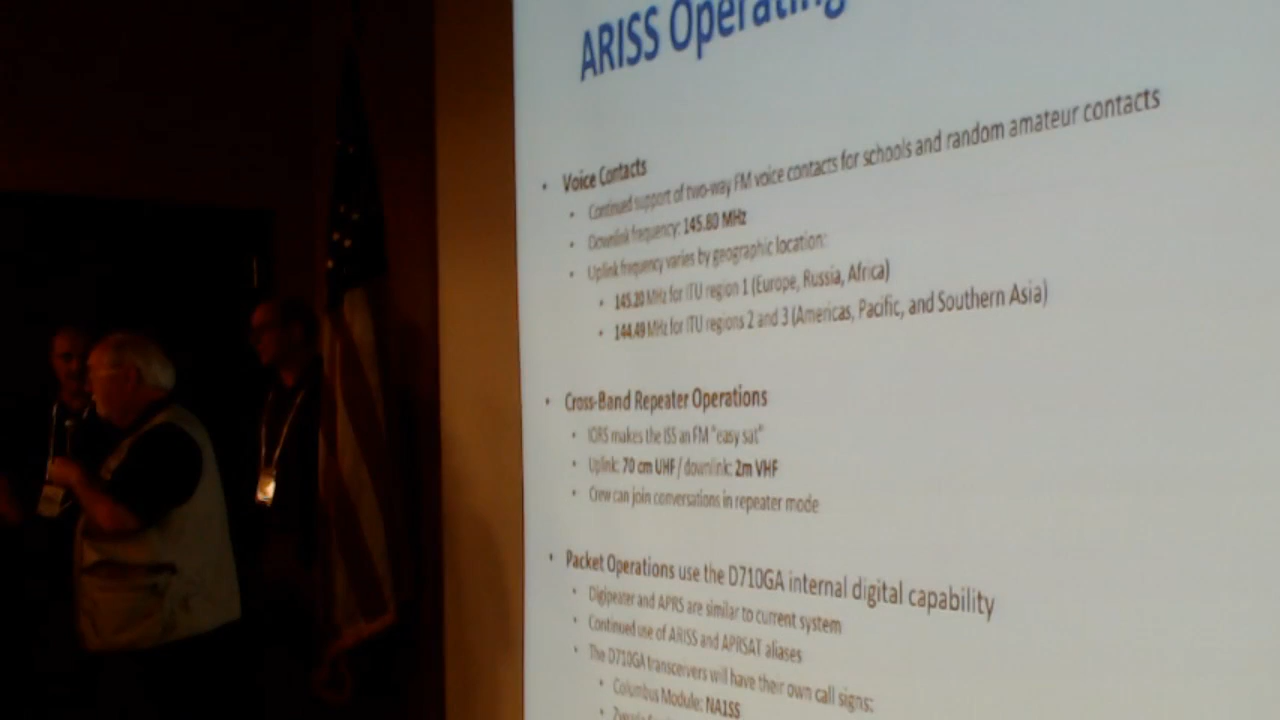 ARISS Operating
• Voice Contacts
• Continued support of two-way FM voice contacts for schools and random amateur contacts
• Downlink frequency: 145.80 MHz
• Uplink frequency varies by geographic location:
• 145.20 MHz for ITU region 1 (Europe, Russia, Africa)
• 144.49 MHz for ITU regions 2 and 3 (Americas, Pacific, and Southern Asia)
• Cross-Band Repeater Operations
• IORS makes the ISS an FM "easy sat"
• Uplink: 70 cm UHF / downlink: 2m VHF
• Crew can join conversations in repeater mode
• Packet Operations use the D710GA internal digital capability
• Digipeater and APRS are similar to current system
• Continued use of ARISS and APRSAT aliases
• The D710GA transceivers will have their own call signs:
• Columbus Module: NA1SS